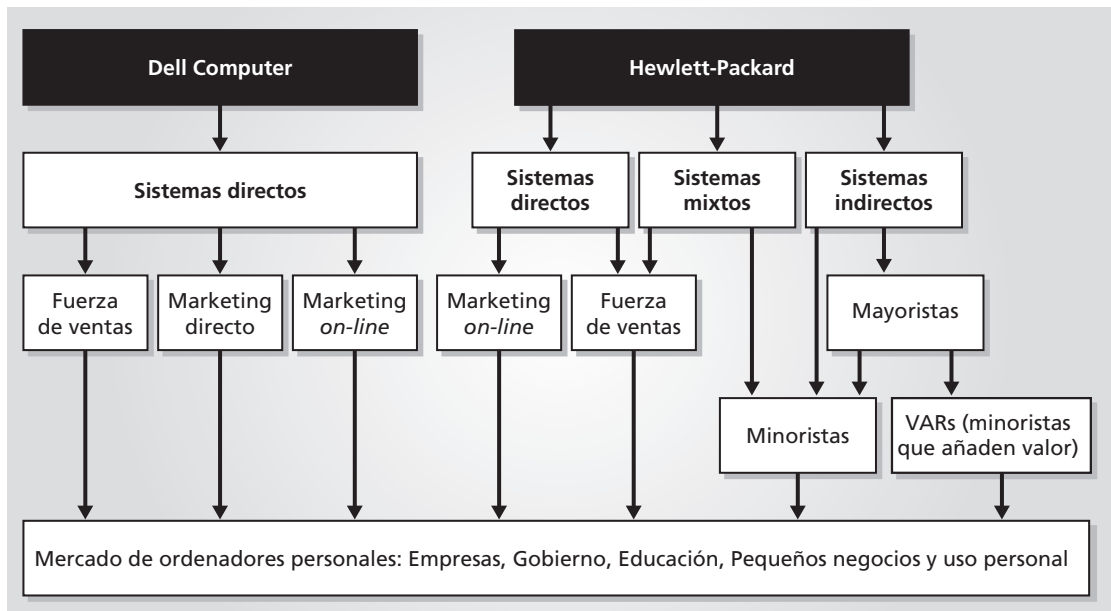 Dell Computer
Hewlett-Packard
Sistemas directos
Sistemas
directos
Sistemas
mixtos
Sistemas
indirectos
Fuerza
de ventas
Marketing
directo
Marketing
on-line
Marketing
on-line
Fuerza
de ventas
Mayoristas
Minoristas
VARs (minoristas
que añaden valor)
Mercado de ordenadores personales: Empresas, Gobierno, Educación, Pequeños negocios y uso personal